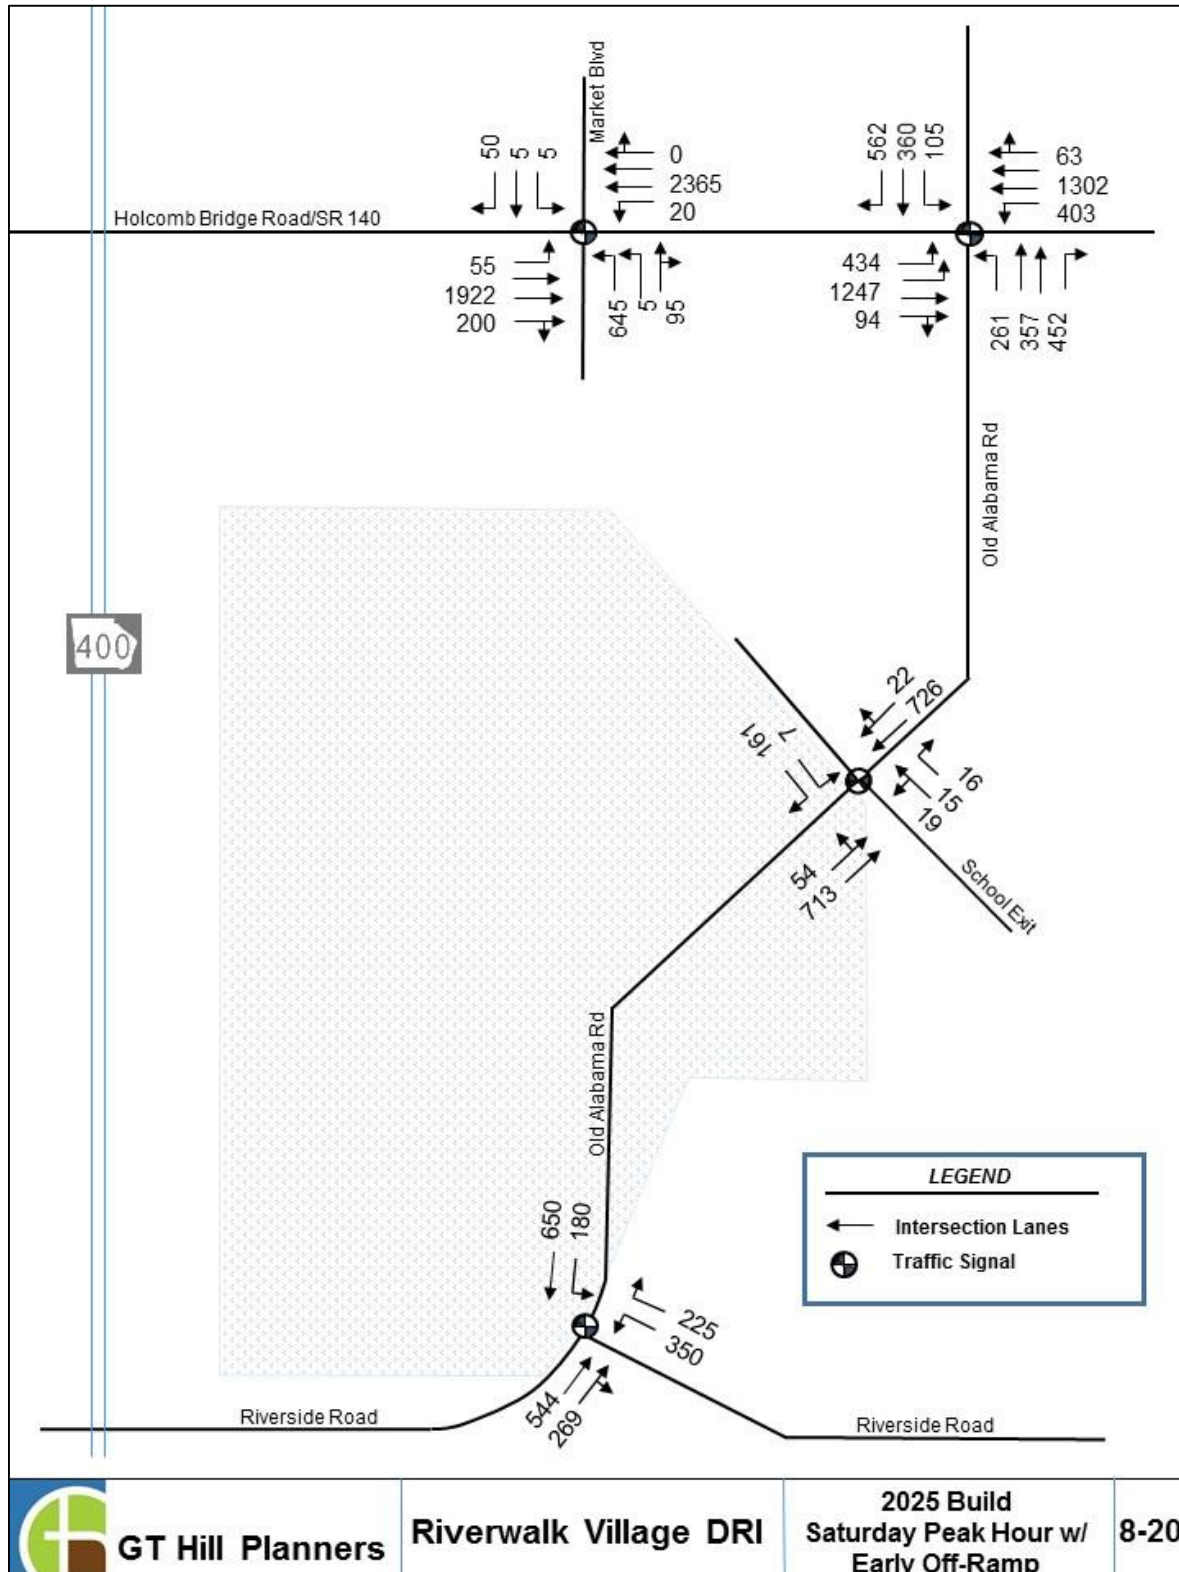 Market Blvd
50
5
5
0
2365
20
562
360
105
63
1302
403
Holcomb Bridge Road/SR 140
55
1922
200
645
5
95
434
1247
94
261
357
452
Old Alabama Rd
400
22
726
7
161
16
15
19
54
713
School Exit
Old Alabama Rd
LEGEND
Intersection Lanes
Traffic Signal
650
180
225
350
544
269
Riverside Road
Riverside Road
GT Hill Planners
Riverwalk Village DRI
2025 Build
Saturday Peak Hour w/
Early Off-Ramp
8-20